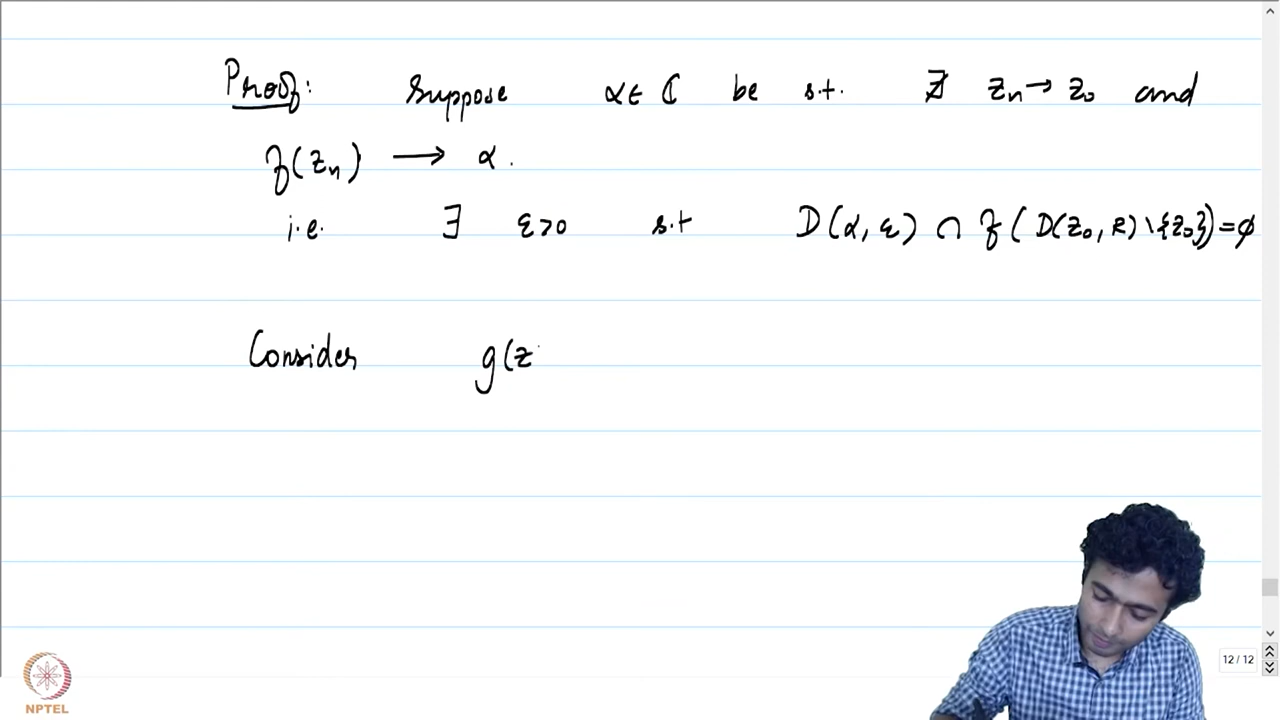 Proof: Suppose α ∈ ℂ be s.t. ∄ zₙ → z₀ and
f(zₙ) ⟶ α.
i.e. ∃ ε>0 s.t D(α, ε) ∩ f(D(z₀, R) \ {z₀}) = ϕ
Consider g(z
12 / 12
NPTEL